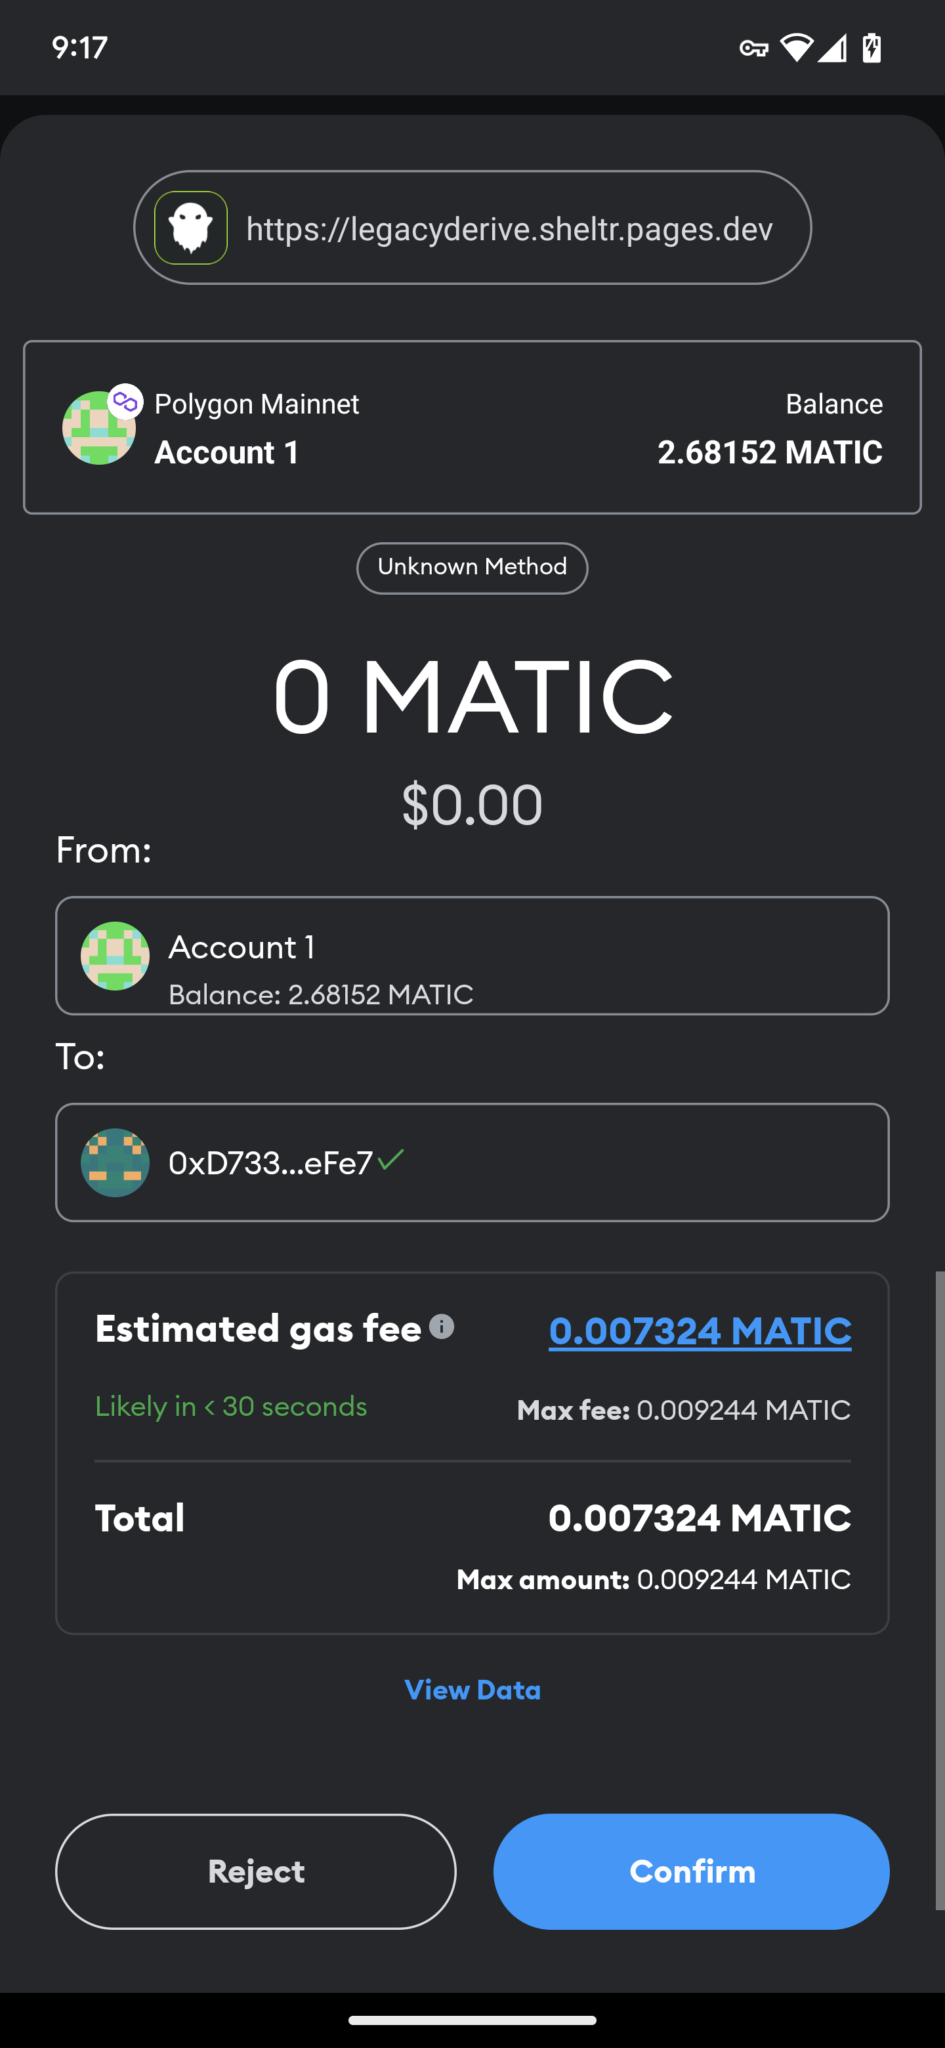 9:17
https://legacyderive.sheltr.pages.dev
Polygon Mainnet Balance
Account 1 2.68152 MATIC
Unknown Method
0 MATIC
$0.00
From:
Account 1
Balance: 2.68152 MATIC
To:
0xD733...eFe7
Estimated gas fee 0.007324 MATIC
Likely in < 30 seconds Max fee: 0.009244 MATIC
Total 0.007324 MATIC
Max amount: 0.009244 MATIC
View Data
Reject Confirm